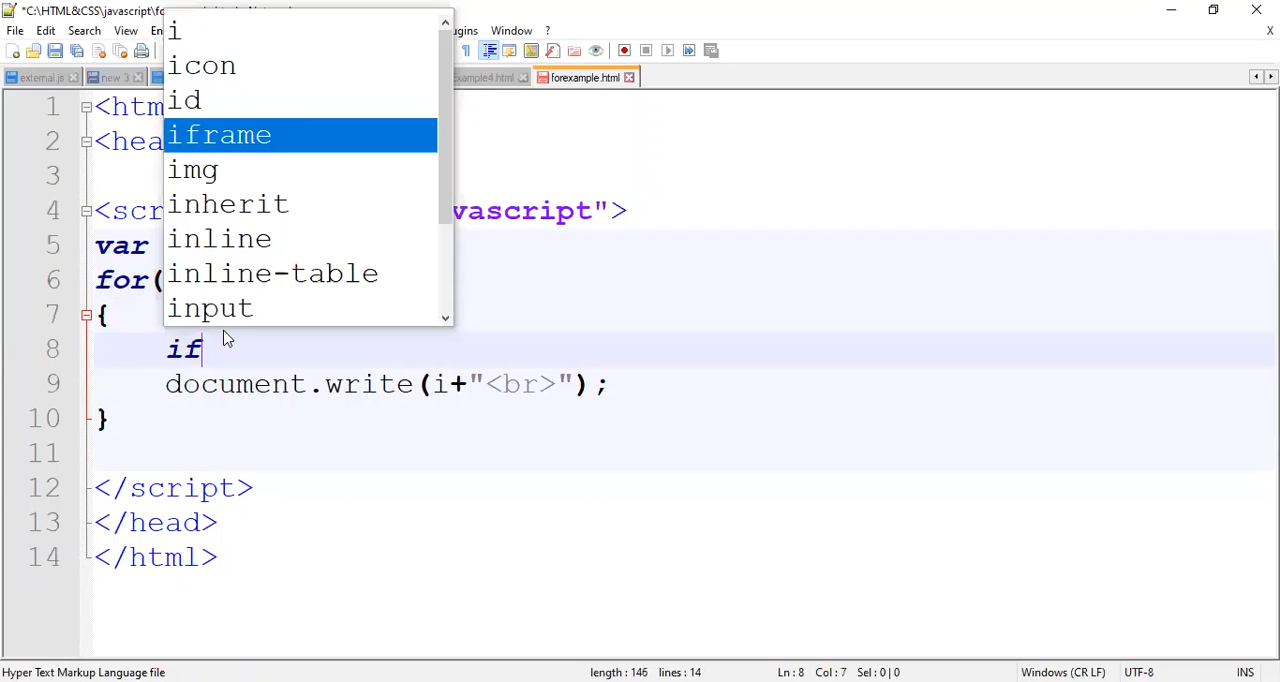 *C:\HTML&CSS\javascript\fo
File Edit Search View ugins Window ? X
external.js new 3 Example4.html forexample.html
i
icon
id
iframe
img
inherit
inline
inline-table
input
1 <htm
2 <hea
3
4 <scr vascript">
5 var
6 for(
7 {
8 if
9 document.write(i+"<br>");
10 }
11
12 </script>
13 </head>
14 </html>
Hyper Text Markup Language file length : 146 lines : 14 Ln : 8 Col : 7 Sel : 0 | 0 Windows (CR LF) UTF-8 INS